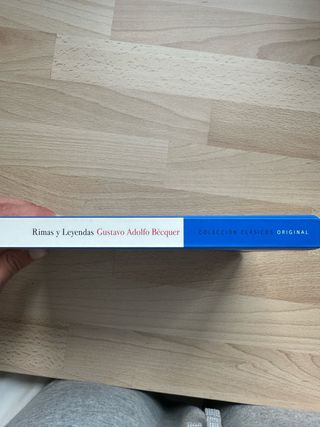 Rimas y Leyendas Gustavo Adolfo Bécquer COLECCIÓN CLÁSICOS ORIGINAL